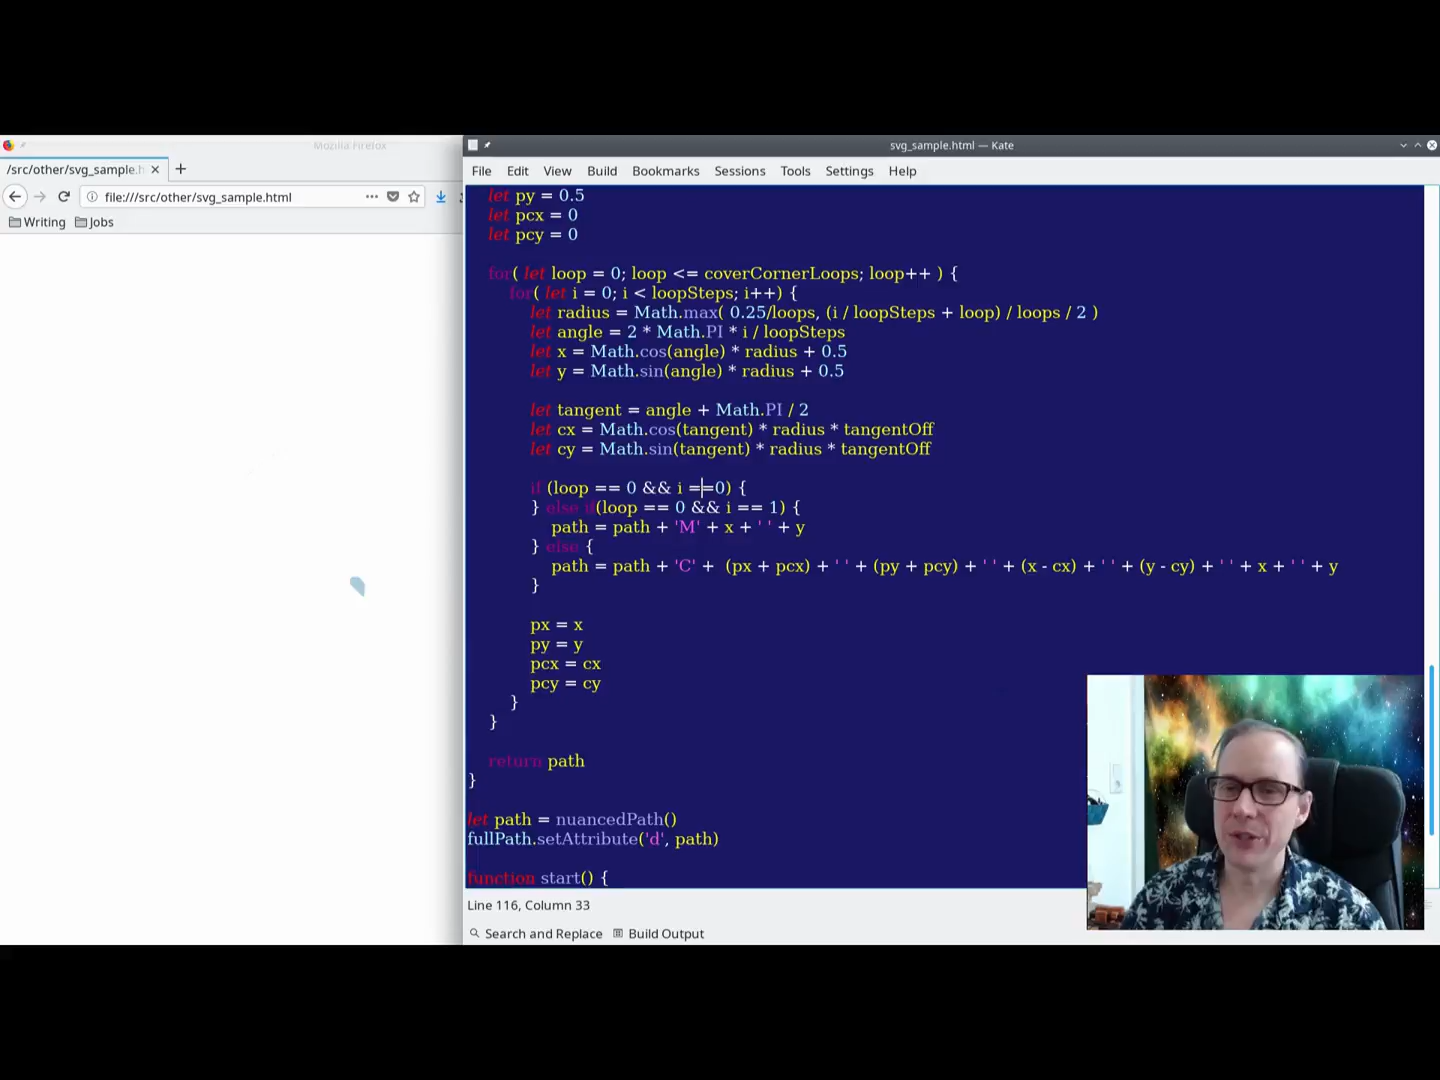 Mozilla Firefox
/src/other/svg_sample.h
file:///src/other/svg_sample.html
Writing Jobs
svg_sample.html — Kate
File Edit View Build Bookmarks Sessions Tools Settings Help
let py = 0.5
let pcx = 0
let pcy = 0
for( let loop = 0; loop <= coverCornerLoops; loop++ ) {
for( let i = 0; i < loopSteps; i++) {
let radius = Math.max( 0.25/loops, (i / loopSteps + loop) / loops / 2 )
let angle = 2 * Math.PI * i / loopSteps
let x = Math.cos(angle) * radius + 0.5
let y = Math.sin(angle) * radius + 0.5
let tangent = angle + Math.PI / 2
let cx = Math.cos(tangent) * radius * tangentOff
let cy = Math.sin(tangent) * radius * tangentOff
if (loop == 0 && i ==0) {
} else if(loop == 0 && i == 1) {
path = path + 'M' + x + ' ' + y
} else {
path = path + 'C' + (px + pcx) + ' ' + (py + pcy) + ' ' + (x - cx) + ' ' + (y - cy) + ' ' + x + ' ' + y
}
px = x
py = y
pcx = cx
pcy = cy
}
}
return path
}
let path = nuancedPath()
fullPath.setAttribute('d', path)
function start() {
Line 116, Column 33
Search and Replace Build Output